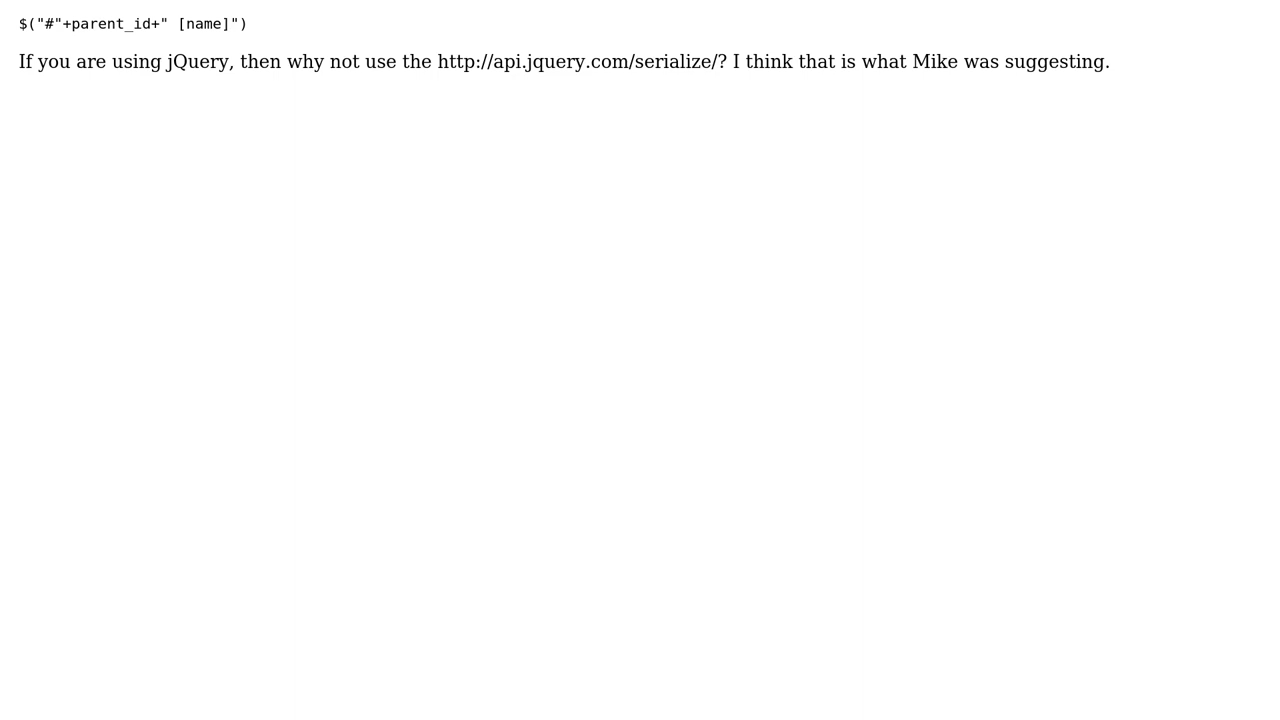 $("#"+parent_id+" [name]")
If you are using jQuery, then why not use the http://api.jquery.com/serialize/? I think that is what Mike was suggesting.